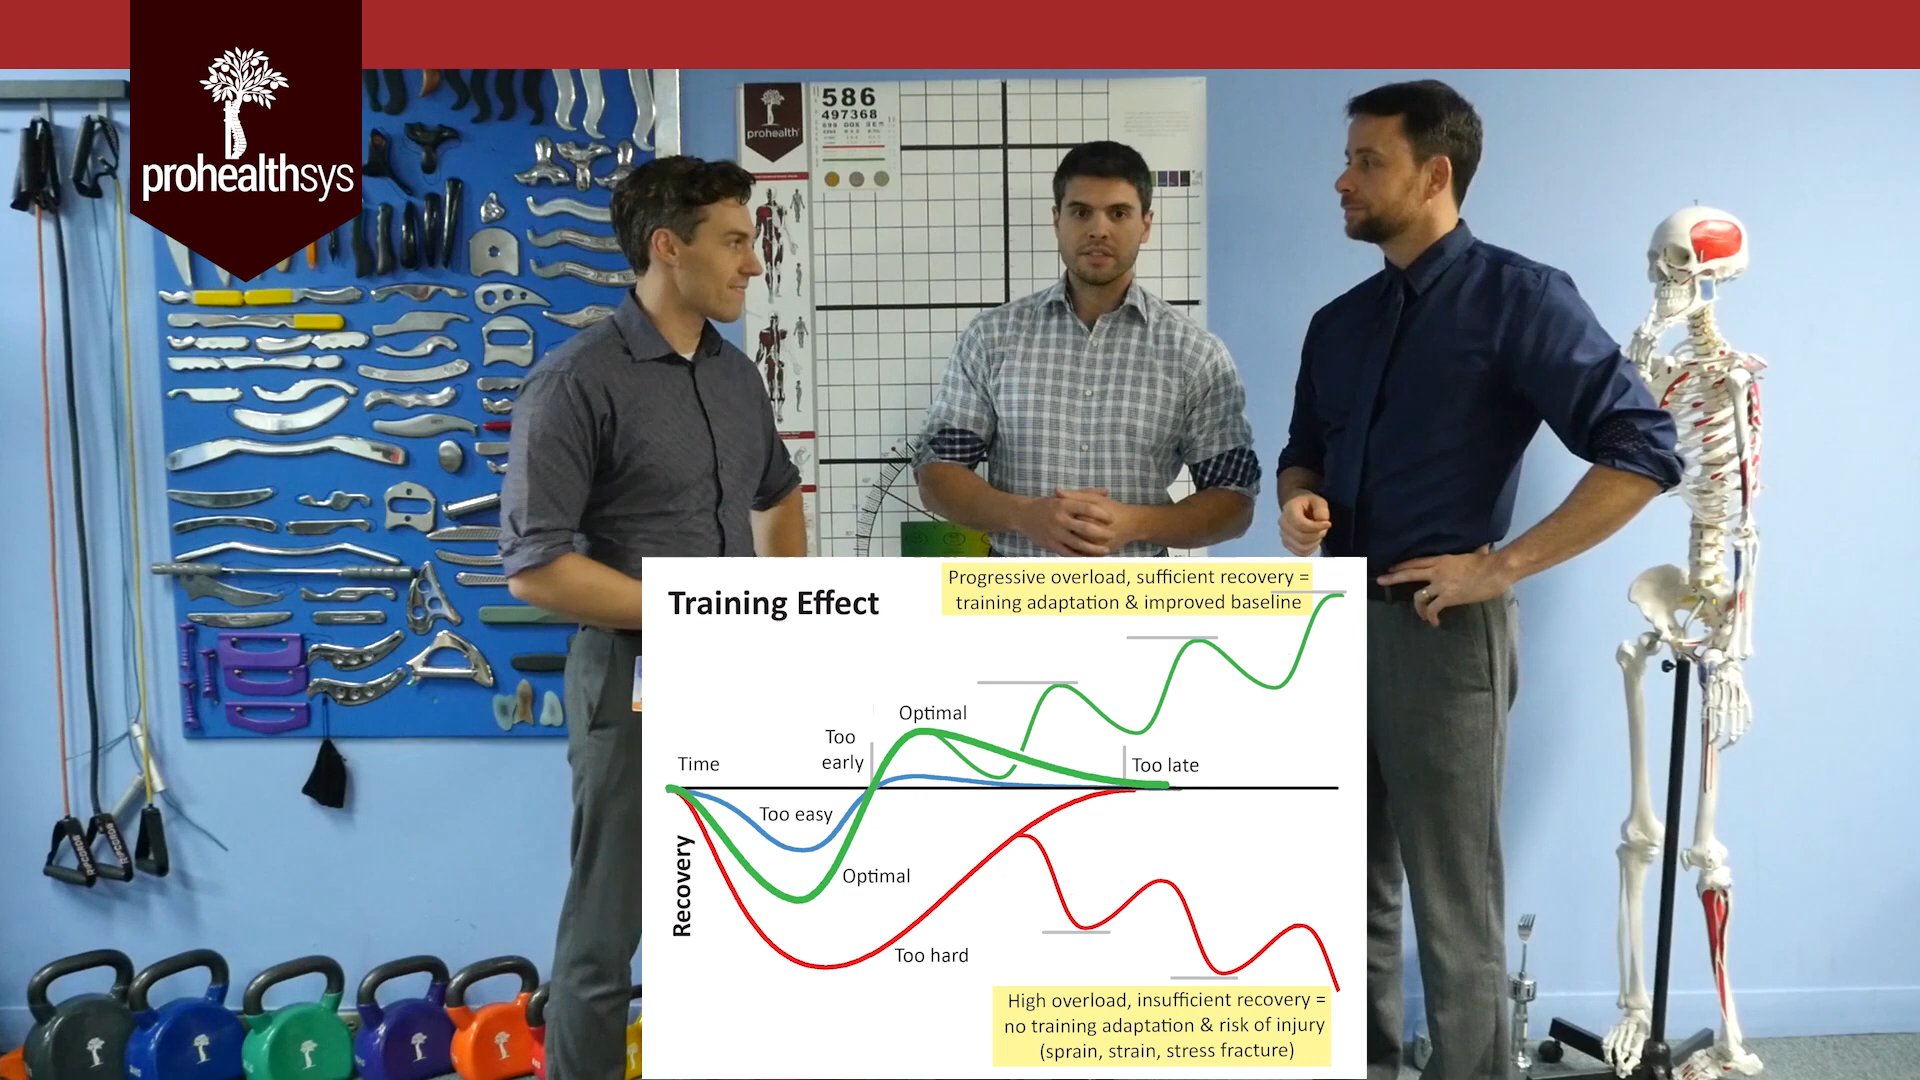 prohealthsys
prohealth
586
497368
Training Effect
Progressive overload, sufficient recovery =
training adaptation & improved baseline
Optimal
Too
early
Time
Too late
Too easy
Optimal
Recovery
Too hard
High overload, insufficient recovery =
no training adaptation & risk of injury
(sprain, strain, stress fracture)
RIPCORDS
RIPCORDS